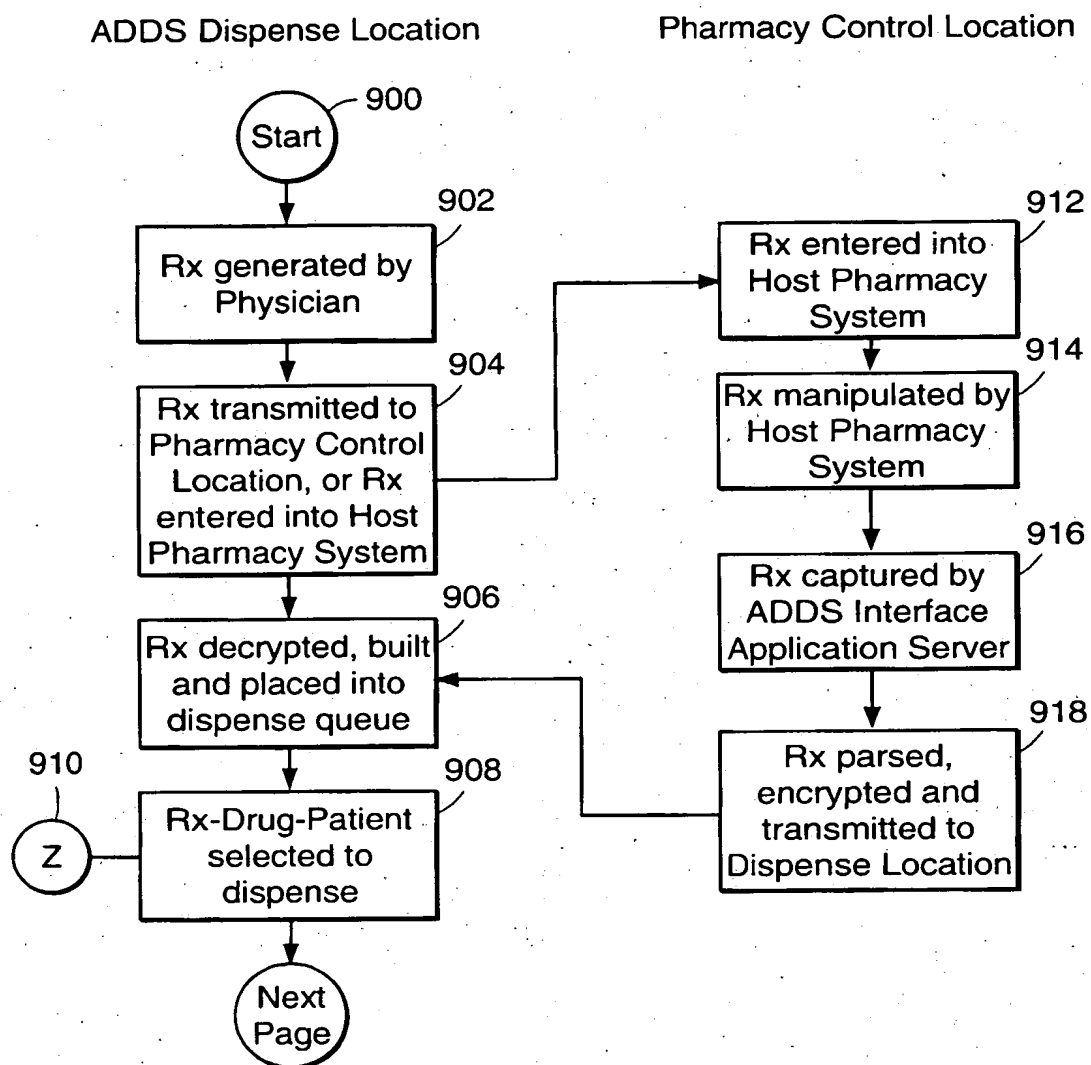 ADDS Dispense Location
Pharmacy Control Location
900
Start
902
Rx generated by
Physician
904
Rx transmitted to
Pharmacy Control
Location, or Rx
entered into Host
Pharmacy System
906
Rx decrypted, built
and placed into
dispense queue
910
Z
908
Rx-Drug-Patient
selected to
dispense
Next
Page
912
Rx entered into
Host Pharmacy
System
914
Rx manipulated by
Host Pharmacy
System
916
Rx captured by
ADDS Interface
Application Server
918
Rx parsed,
encrypted and
transmitted to
Dispense Location